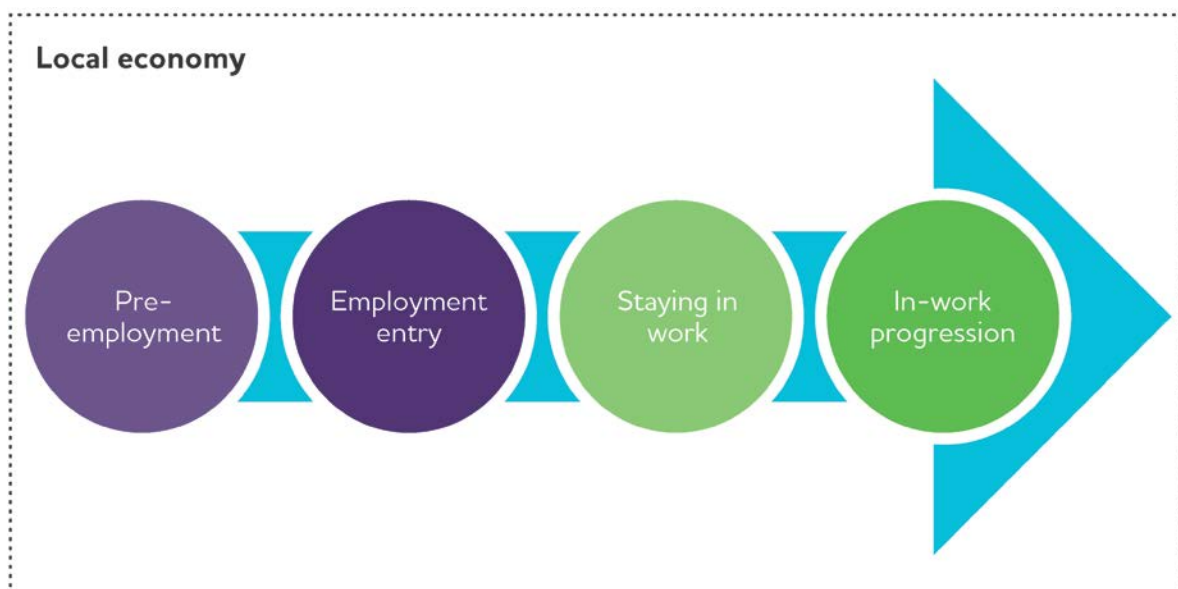 Local economy
Pre-
employment
Employment
entry
Staying in
work
In-work
progression